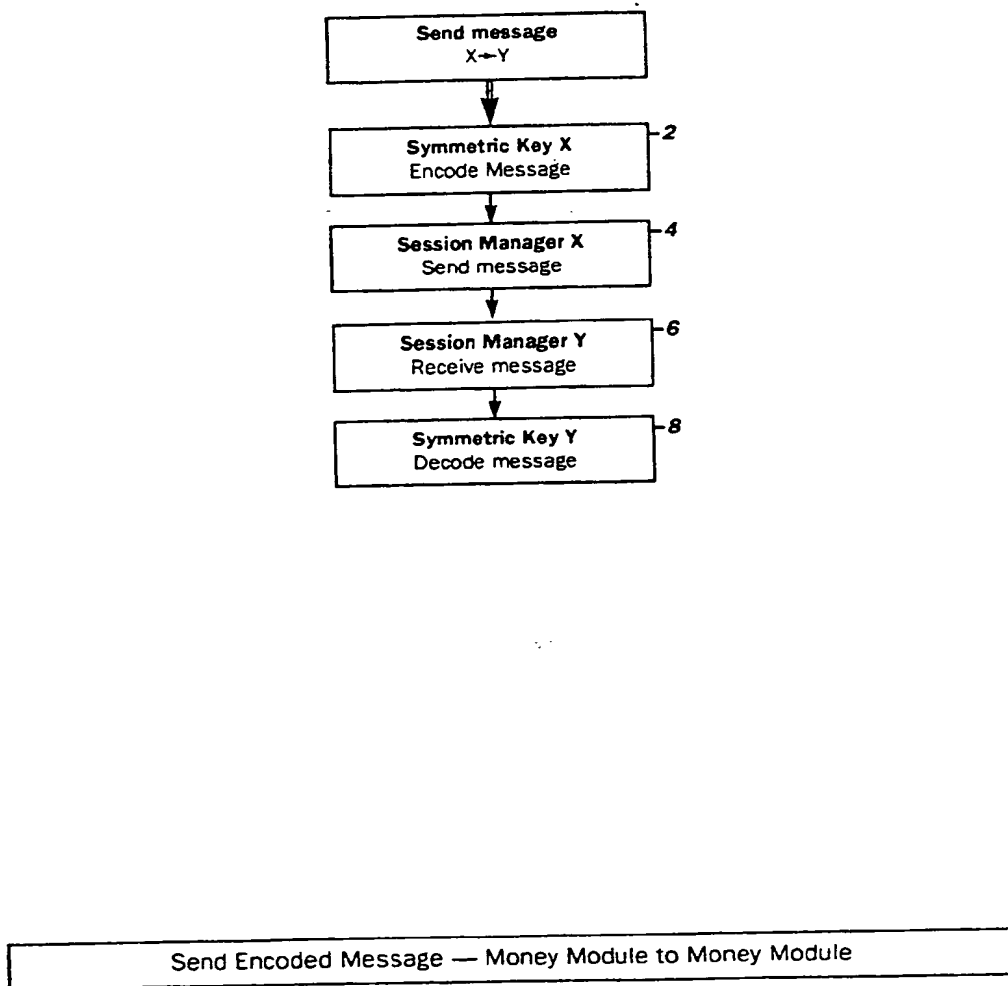 Send message
X→Y
Symmetric Key X
Encode Message
2
Session Manager X
Send message
4
Session Manager Y
Receive message
6
Symmetric Key Y
Decode message
8
Send Encoded Message — Money Module to Money Module